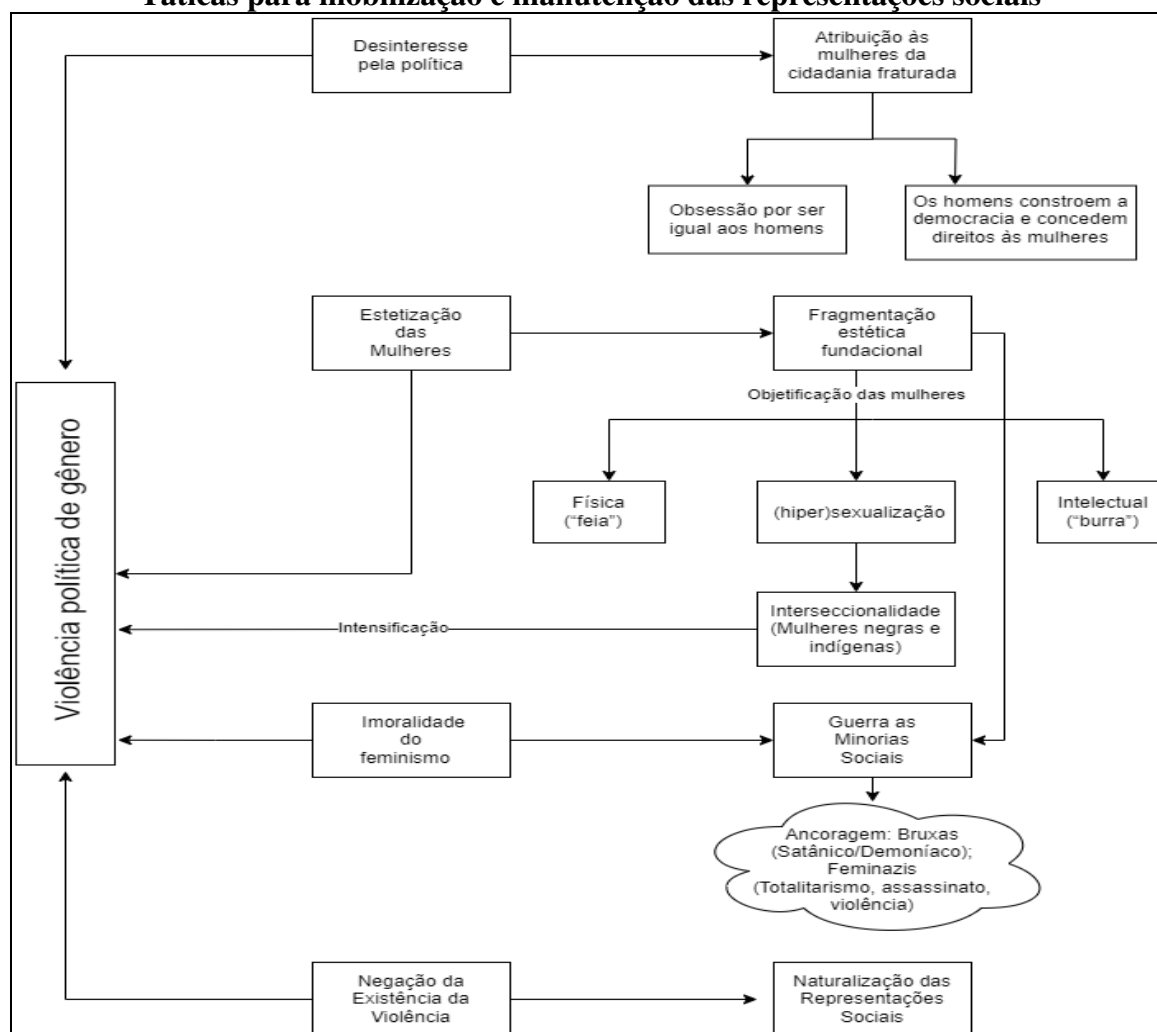 Táticas para mobilização e manutenção das representações sociais
Desinteresse
pela política
Atribuição às
mulheres da
cidadania fraturada
Obsessão por ser
igual aos homens
Os homens constroem a
democracia e concedem
direitos às mulheres
Estetização
das
Mulheres
Fragmentação
estética
fundacional
Objetificação das mulheres
Violência política de gênero
Física
("feia")
(hiper)sexualização
Intelectual
("burra")
Interseccionalidade
(Mulheres negras e
indígenas)
Intensificação
Imoralidade
do
feminismo
Guerra as
Minorias
Sociais
Ancoragem: Bruxas
(Satânico/Demoníaco);
Feminazis
(Totalitarismo, assassinato,
violência)
Negação da
Existência da
Violência
Naturalização das
Representações
Sociais